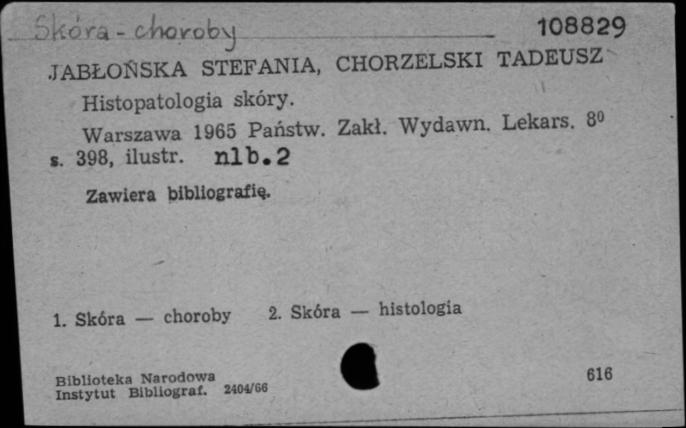 Skóra - choroby
108829
JABŁOŃSKA STEFANIA, CHORZELSKI TADEUSZ
Histopatologia skóry.
Warszawa 1965 Państw. Zakł. Wydawn. Lekars. 8⁰
s. 398, ilustr. nlb.2
Zawiera bibliografię.
1. Skóra — choroby 2. Skóra — histologia
Biblioteka Narodowa
Instytut Bibliograf. 2404/66
616